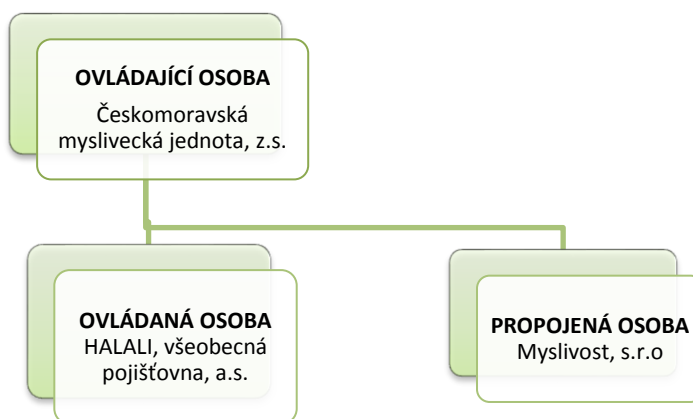 OVLÁDAJÍCÍ OSOBA
Českomoravská
myslivecká jednota, z.s.
OVLÁDANÁ OSOBA
HALALI, všeobecná
pojišťovna, a.s.
PROPOJENÁ OSOBA
Myslivost, s.r.o